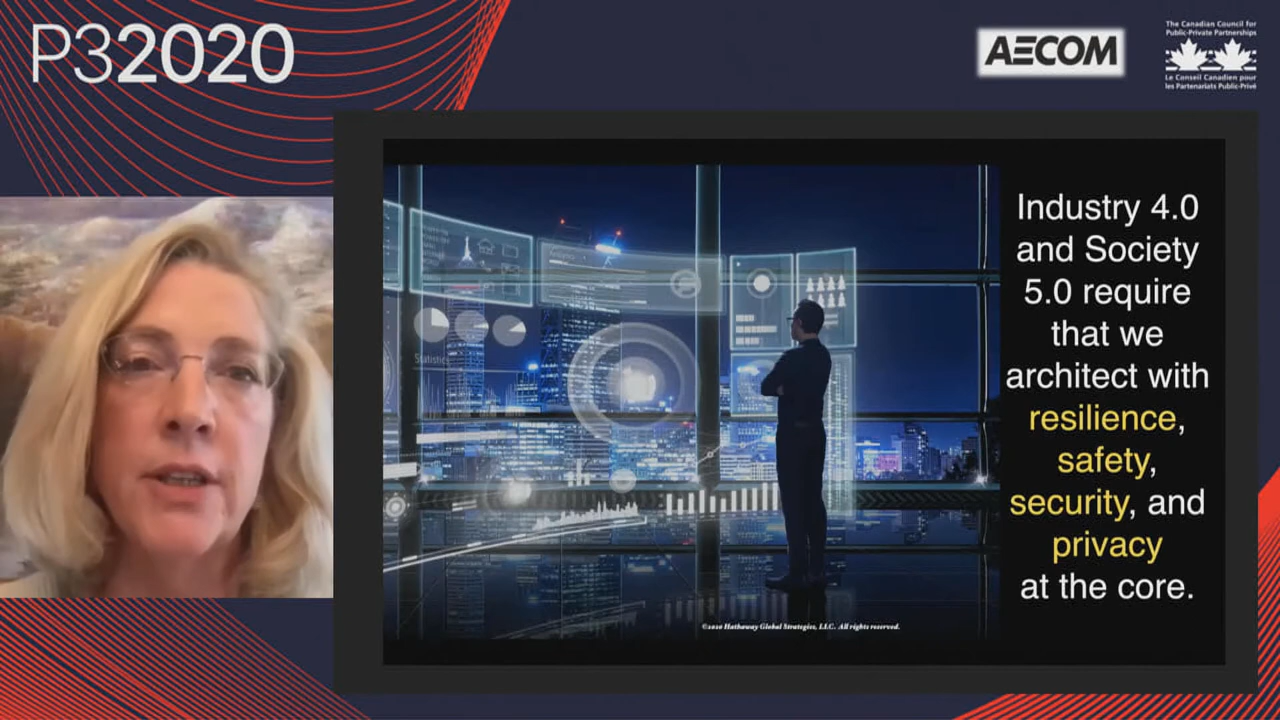 P32020
AECOM
The Canadian Council for
Public-Private Partnerships
Le Conseil Canadien pour
les Partenariats Public-Privé
Industry 4.0
and Society
5.0 require
that we
architect with
resilience,
safety,
security, and
privacy
at the core.
Analytics
Statistics
©2020 Hathaway Global Strategies, LLC. All rights reserved.